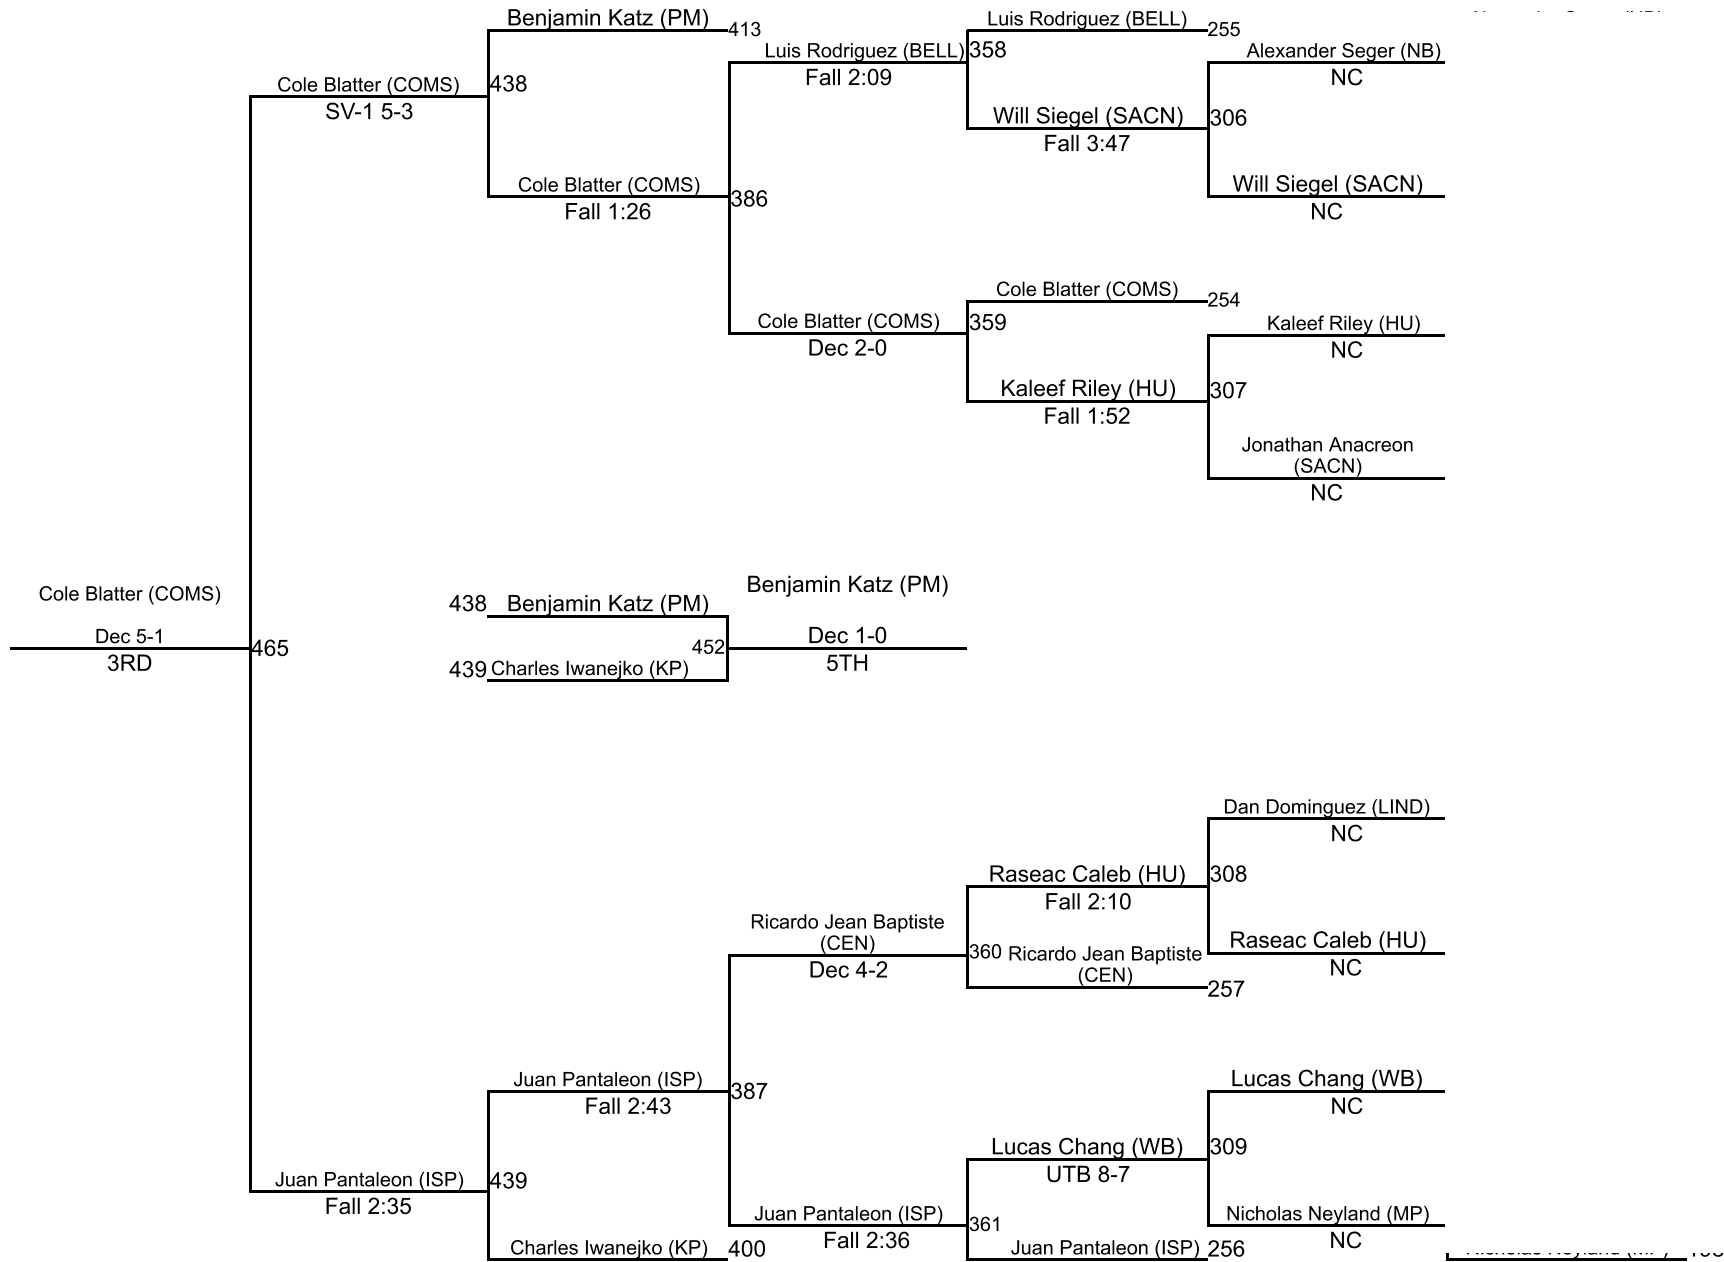 Benjamin Katz (PM)
413
Luis Rodriguez (BELL)
255
Luis Rodriguez (BELL)
358
Fall 2:09
Alexander Seger (NB)
NC
Cole Blatter (COMS)
438
SV-1 5-3
Will Siegel (SACN)
306
Fall 3:47
Cole Blatter (COMS)
386
Fall 1:26
Will Siegel (SACN)
NC
Cole Blatter (COMS)
254
Cole Blatter (COMS)
359
Dec 2-0
Kaleef Riley (HU)
NC
Kaleef Riley (HU)
307
Fall 1:52
Jonathan Anacreon
(SACN)
NC
Cole Blatter (COMS)
Dec 5-1
465
3RD
438
Benjamin Katz (PM)
Benjamin Katz (PM)
452
Dec 1-0
5TH
439
Charles Iwanejko (KP)
Dan Dominguez (LIND)
NC
Raseac Caleb (HU)
308
Fall 2:10
Ricardo Jean Baptiste
(CEN)
Dec 4-2
360
Ricardo Jean Baptiste
(CEN)
257
Raseac Caleb (HU)
NC
Juan Pantaleon (ISP)
387
Fall 2:43
Lucas Chang (WB)
NC
Lucas Chang (WB)
309
UTB 8-7
Juan Pantaleon (ISP)
439
Fall 2:35
Juan Pantaleon (ISP)
361
Fall 2:36
Nicholas Neyland (MP)
NC
Charles Iwanejko (KP)
400
Juan Pantaleon (ISP)
256